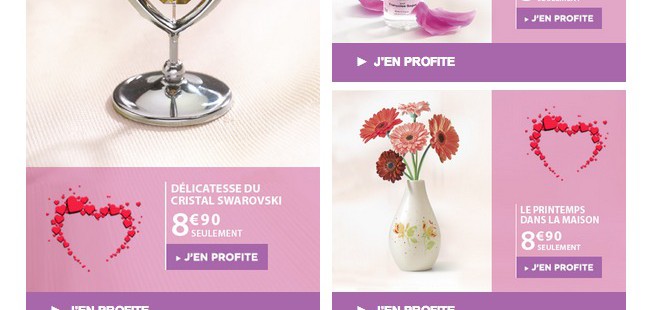 DÉLICATESSE DU
CRISTAL SWAROVSKI
8€90
SEULEMENT
▸ J'EN PROFITE
► J'EN PROFITE
▸ J'EN PROFITE
► J'EN PROFITE
LE PRINTEMPS
DANS LA MAISON
8€90
SEULEMENT
▸ J'EN PROFITE
► J'EN PROFITE